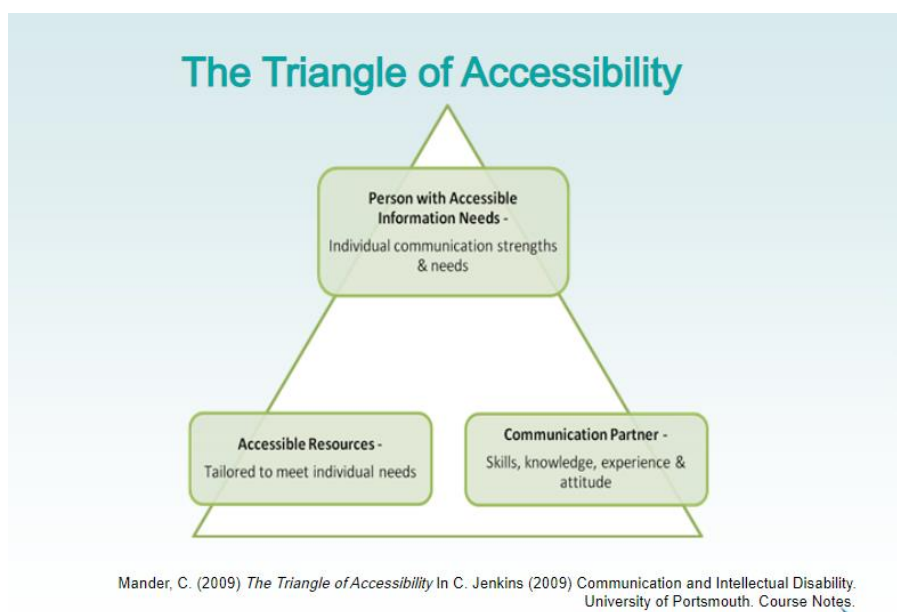 The Triangle of Accessibility
Person with Accessible
Information Needs -
Individual communication strengths
& needs
Accessible Resources -
Tailored to meet individual needs
Communication Partner -
Skills, knowledge, experience &
attitude
Mander, C. (2009) The Triangle of Accessibility In C. Jenkins (2009) Communication and Intellectual Disability.
University of Portsmouth. Course Notes.